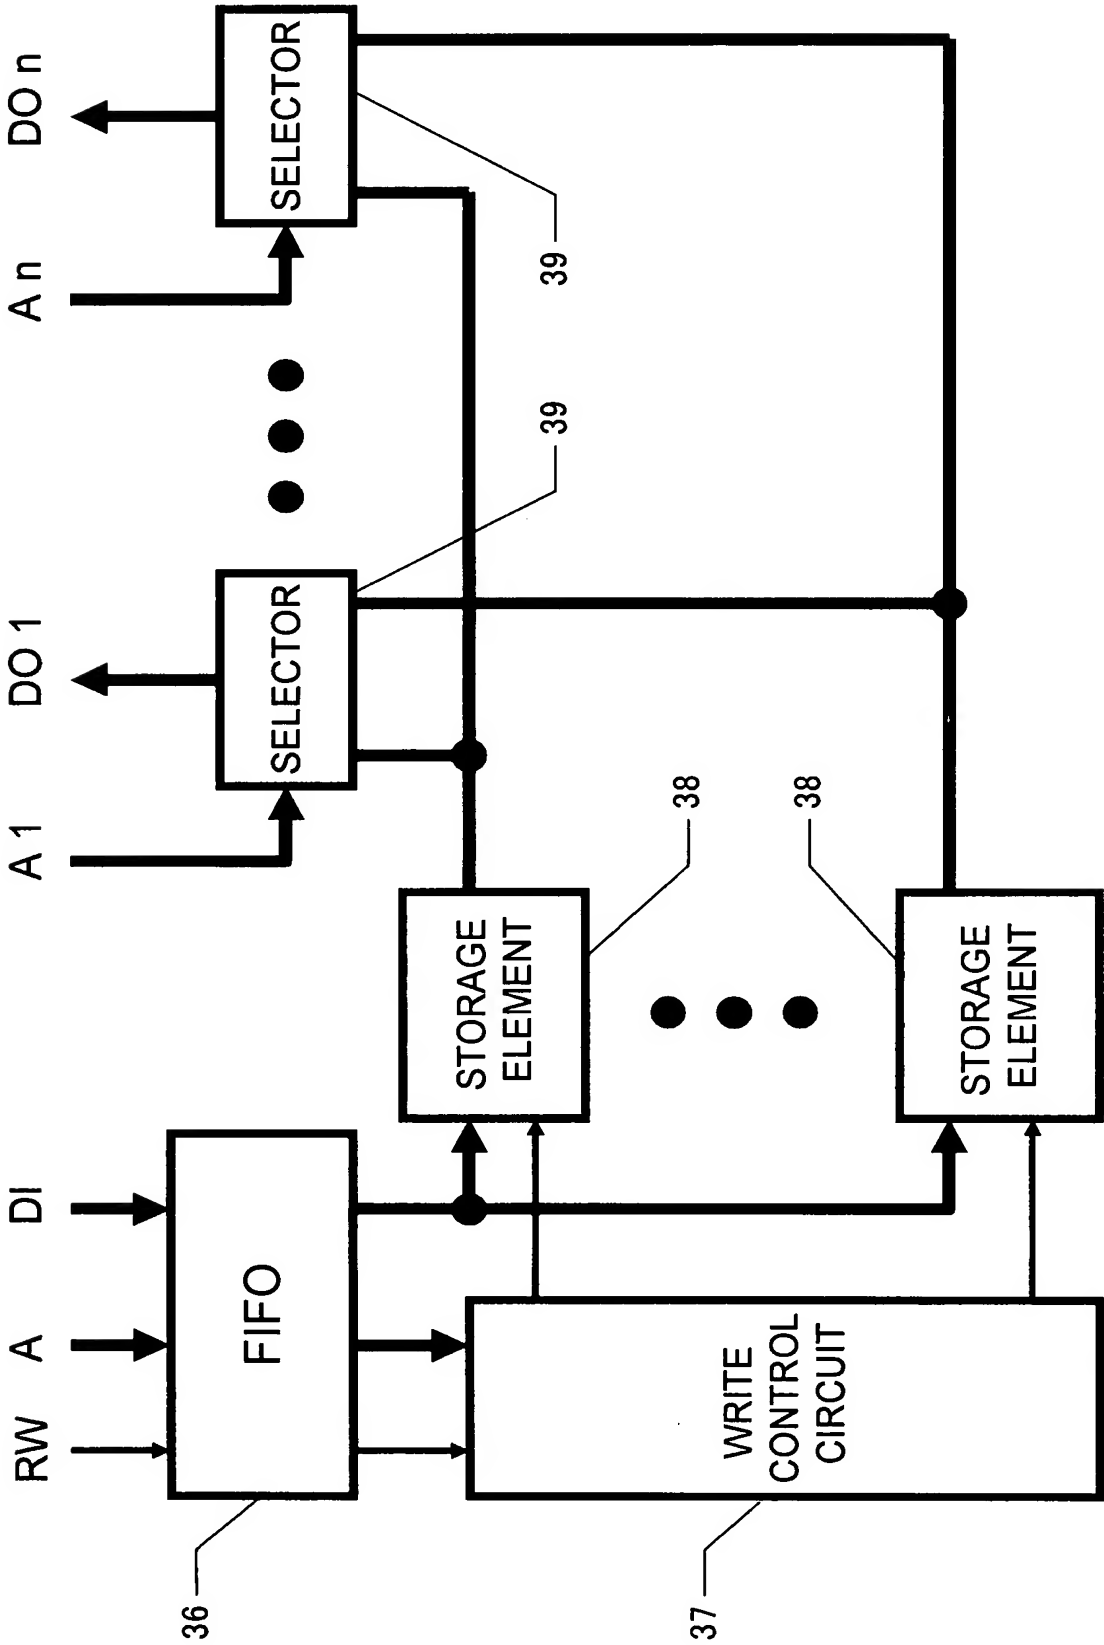 RW
A
DI
A 1
DO 1
A n
DO n
36
FIFO
SELECTOR
SELECTOR
39
39
STORAGE
ELEMENT
38
38
37
WRITE
CONTROL
CIRCUIT
STORAGE
ELEMENT